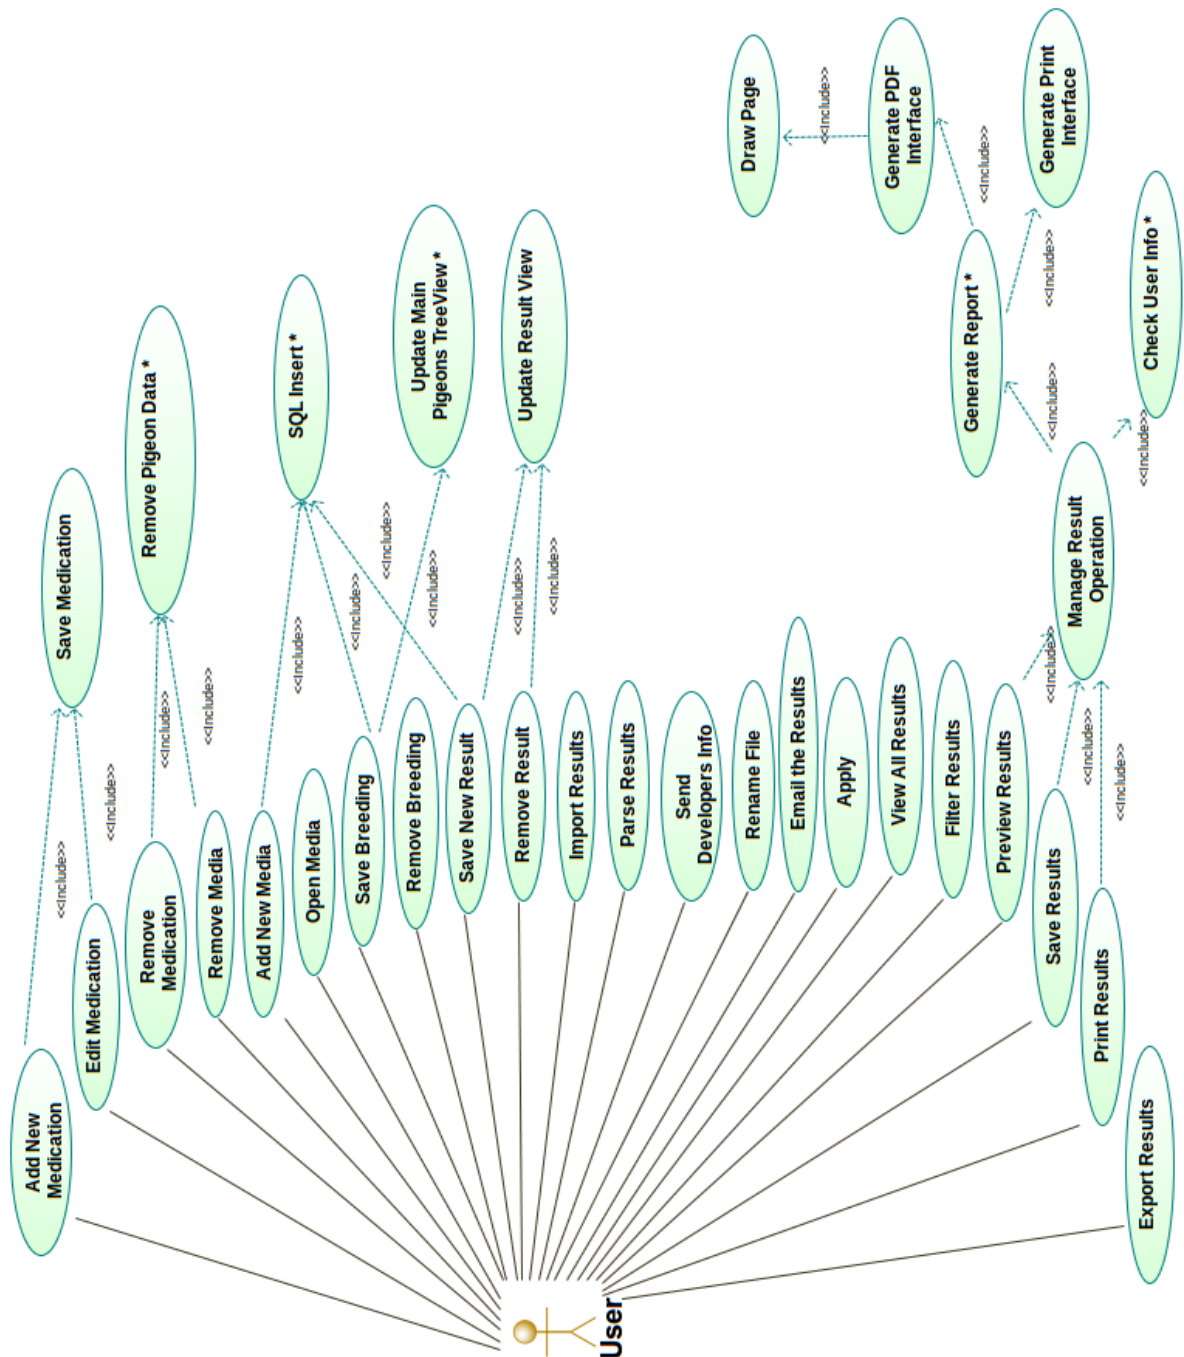 Add New
Medication
<<Include>>
Save Medication
Edit Medication
<<Include>>
Remove
Medication
<<Include>>
Remove Pigeon Data *
Remove Media
<<Include>>
Add New Media
<<Include>>
SQL Insert *
Open Media
Save Breeding
<<Include>>
<<Include>>
Update Main
Pigeons TreeView *
Remove Breeding
Save New Result
<<Include>>
<<Include>>
Update Result View
Remove Result
<<Include>>
Import Results
Parse Results
Send
Developers Info
Rename File
Email the Results
Apply
View All Results
Filter Results
Preview Results
<<Include>>
Save Results
<<Include>>
Print Results
<<Include>>
Export Results
Manage Result
Operation
<<Include>>
<<Include>>
Generate Report *
Check User Info *
<<Include>>
<<Include>>
Generate PDF
Interface
Generate Print
Interface
<<Include>>
Draw Page
User